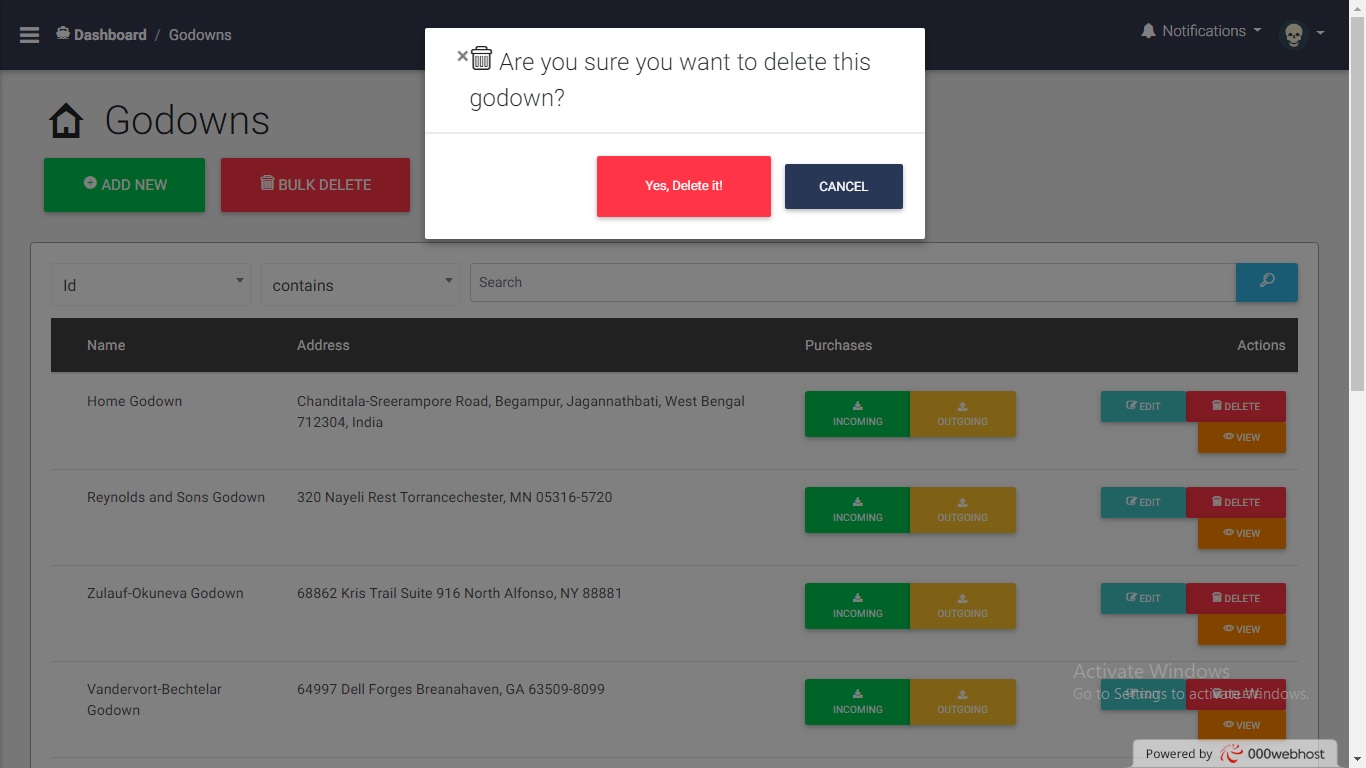 Dashboard / Godowns
Notifications
× Are you sure you want to delete this
godown?
Yes, Delete it!
CANCEL
Godowns
ADD NEW
BULK DELETE
Id
contains
Search
Name Address Purchases Actions
Home Godown
Chanditala-Sreerampore Road, Begampur, Jagannathbati, West Bengal
712304, India
INCOMING
OUTGOING
EDIT
DELETE
VIEW
Reynolds and Sons Godown
320 Nayeli Rest Torrancechester, MN 05316-5720
INCOMING
OUTGOING
EDIT
DELETE
VIEW
Zulauf-Okuneva Godown
68862 Kris Trail Suite 916 North Alfonso, NY 88881
INCOMING
OUTGOING
EDIT
DELETE
VIEW
Vandervort-Bechtelar
Godown
64997 Dell Forges Breanahaven, GA 63509-8099
INCOMING
OUTGOING
EDIT
DELETE
VIEW
Activate Windows
Go to Settings to activate Windows.
Powered by 000webhost